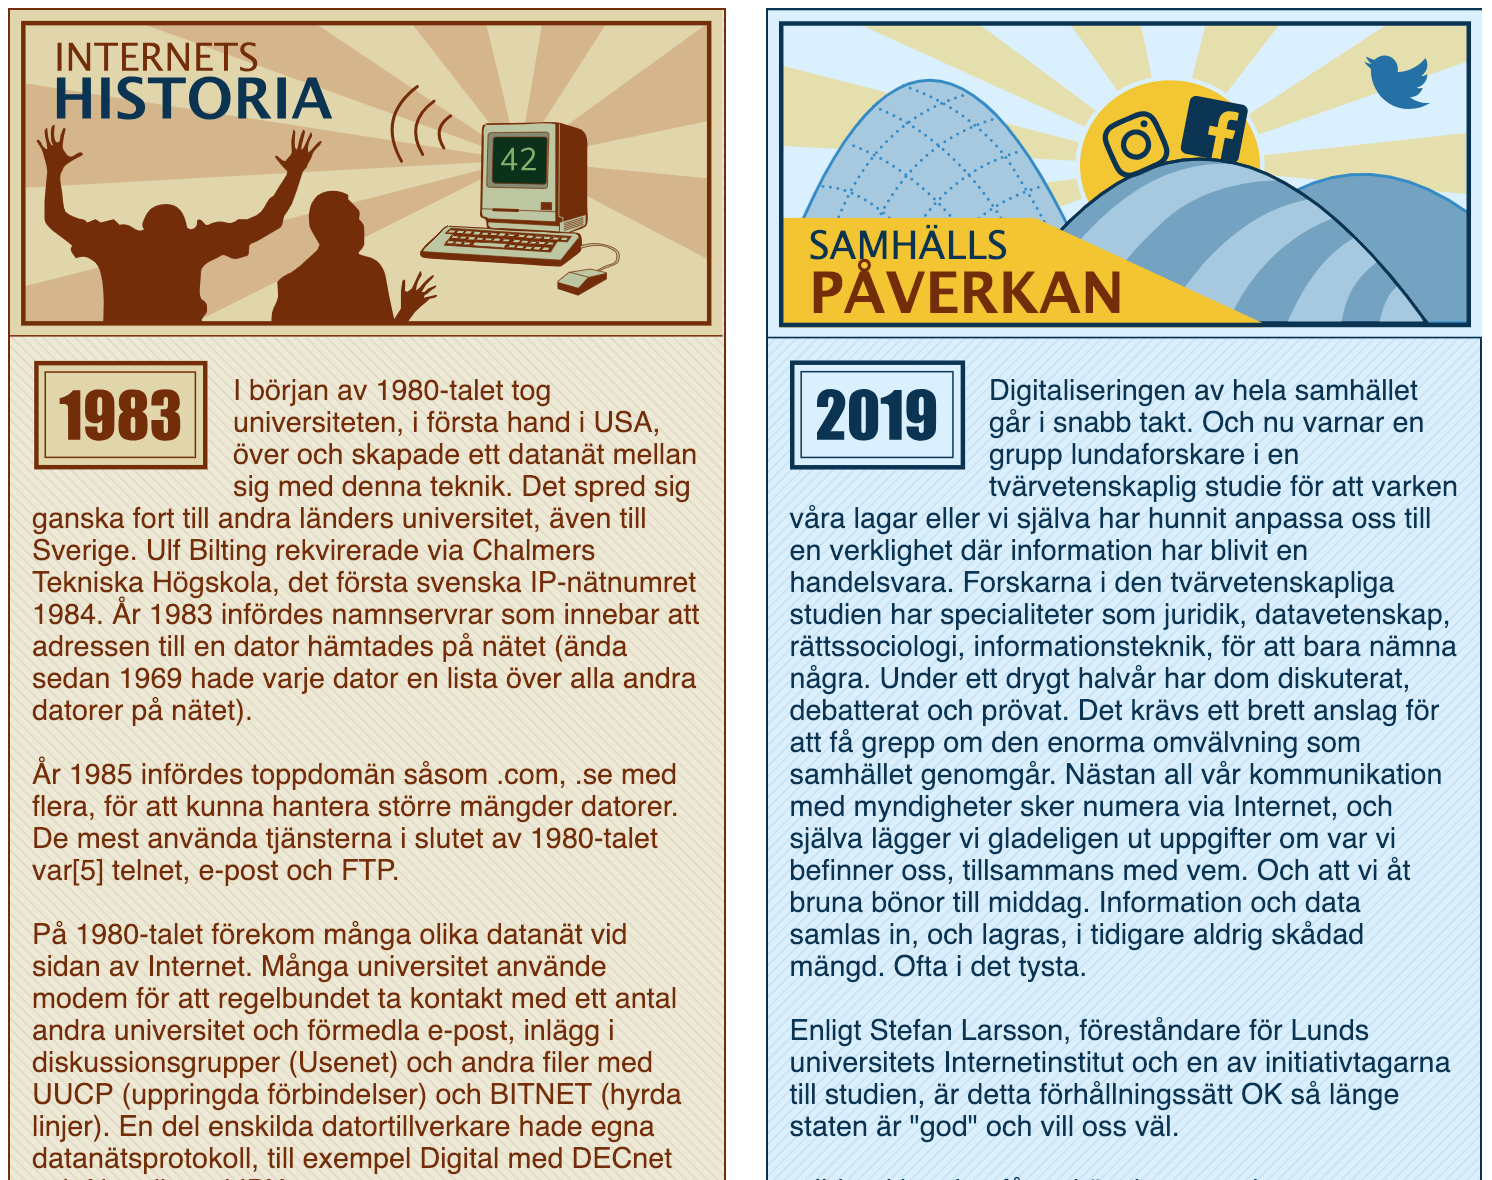 INTERNETS
HISTORIA
42
1983
I början av 1980-talet tog
universiteten, i första hand i USA,
över och skapade ett datanät mellan
sig med denna teknik. Det spred sig
ganska fort till andra länders universitet, även till
Sverige. Ulf Bilting rekvirerade via Chalmers
Tekniska Högskola, det första svenska IP-nätnumret
1984. År 1983 infördes namnservrar som innebar att
adressen till en dator hämtades på nätet (ända
sedan 1969 hade varje dator en lista över alla andra
datorer på nätet).
År 1985 infördes toppdomän såsom .com, .se med
flera, för att kunna hantera större mängder datorer.
De mest använda tjänsterna i slutet av 1980-talet
var[5] telnet, e-post och FTP.
På 1980-talet förekom många olika datanät vid
sidan av Internet. Många universitet använde
modem för att regelbundet ta kontakt med ett antal
andra universitet och förmedla e-post, inlägg i
diskussionsgrupper (Usenet) och andra filer med
UUCP (uppringda förbindelser) och BITNET (hyrda
linjer). En del enskilda datortillverkare hade egna
datanätsprotokoll, till exempel Digital med DECnet
SAMHÄLLS
PÅVERKAN
2019
Digitaliseringen av hela samhället
går i snabb takt. Och nu varnar en
grupp lundaforskare i en
tvärvetenskaplig studie för att varken
våra lagar eller vi själva har hunnit anpassa oss till
en verklighet där information har blivit en
handelsvara. Forskarna i den tvärvetenskapliga
studien har specialiteter som juridik, datavetenskap,
rättssociologi, informationsteknik, för att bara nämna
några. Under ett drygt halvår har dom diskuterat,
debatterat och prövat. Det krävs ett brett anslag för
att få grepp om den enorma omvälvning som
samhället genomgår. Nästan all vår kommunikation
med myndigheter sker numera via Internet, och
själva lägger vi gladeligen ut uppgifter om var vi
befinner oss, tillsammans med vem. Och att vi åt
bruna bönor till middag. Information och data
samlas in, och lagras, i tidigare aldrig skådad
mängd. Ofta i det tysta.
Enligt Stefan Larsson, föreståndare för Lunds
universitets Internetinstitut och en av initiativtagarna
till studien, är detta förhållningssätt OK så länge
staten är "god" och vill oss väl.